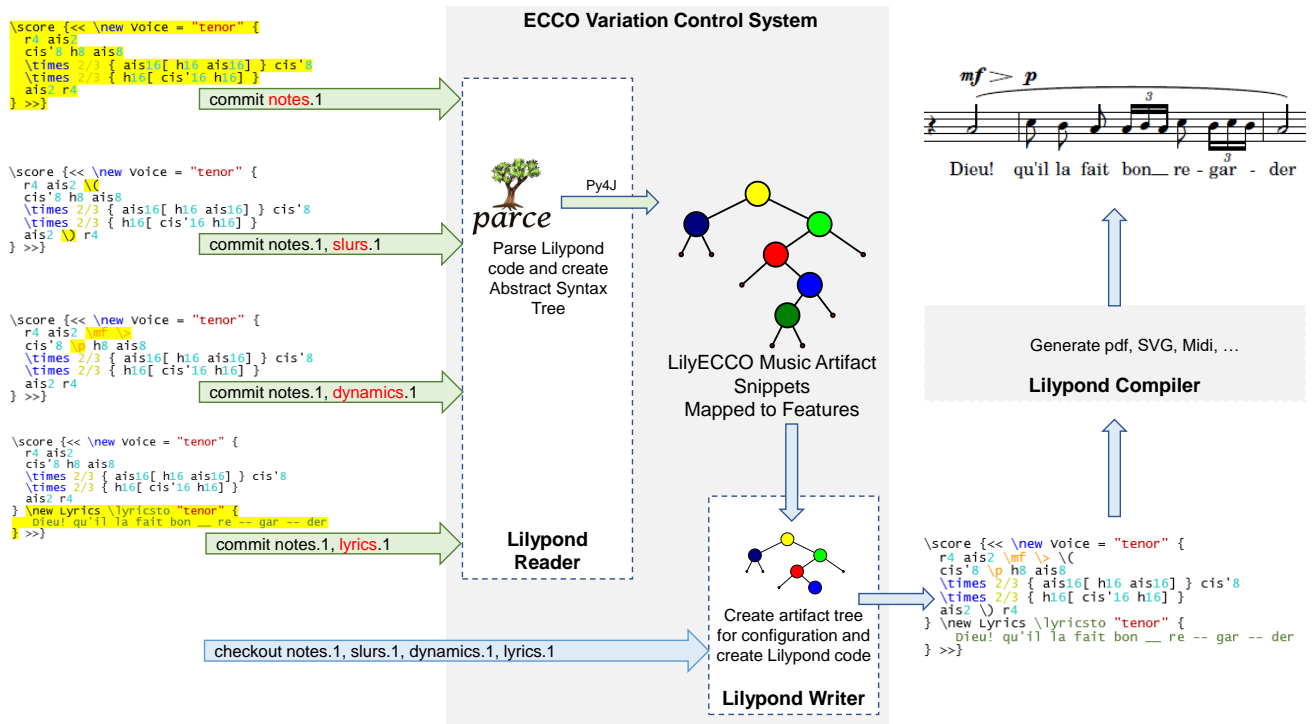 ECCO Variation Control System
\score {<< \new Voice = "tenor" {
r4 ais2
cis'8 h8 ais8
\times 2/3 { ais16[ h16 ais16] } cis'8
\times 2/3 { h16[ cis'16 h16] }
ais2 r4
} >>}
commit notes.1
\score {<< \new Voice = "tenor" {
r4 ais2 \(
cis'8 h8 ais8
\times 2/3 { ais16[ h16 ais16] } cis'8
\times 2/3 { h16[ cis'16 h16] }
ais2 \) r4
} >>}
commit notes.1, slurs.1
\score {<< \new Voice = "tenor" {
r4 ais2 \mf \>
cis'8 \p h8 ais8
\times 2/3 { ais16[ h16 ais16] } cis'8
\times 2/3 { h16[ cis'16 h16] }
ais2 r4
} >>}
commit notes.1, dynamics.1
\score {<< \new Voice = "tenor" {
r4 ais2
cis'8 h8 ais8
\times 2/3 { ais16[ h16 ais16] } cis'8
\times 2/3 { h16[ cis'16 h16] }
ais2 r4
} \new Lyrics \lyricsto "tenor" {
Dieu! qu'il la fait bon __ re -- gar -- der
} >>}
commit notes.1, lyrics.1
checkout notes.1, slurs.1, dynamics.1, lyrics.1
parce
Parse Lilypond
code and create
Abstract Syntax
Tree
Lilypond
Reader
Py4J
LilyECCO Music Artifact
Snippets
Mapped to Features
Create artifact tree
for configuration and
create Lilypond code
Lilypond Writer
\score {<< \new Voice = "tenor" {
r4 ais2 \mf \> \(
cis'8 \p h8 ais8
\times 2/3 { ais16[ h16 ais16] } cis'8
\times 2/3 { h16[ cis'16 h16] }
ais2 \) r4
} \new Lyrics \lyricsto "tenor" {
Dieu! qu'il la fait bon __ re -- gar -- der
} >>}
Generate pdf, SVG, Midi, …
Lilypond Compiler
mf > p
3
3
Dieu! qu'il la fait bon__ re - gar - der